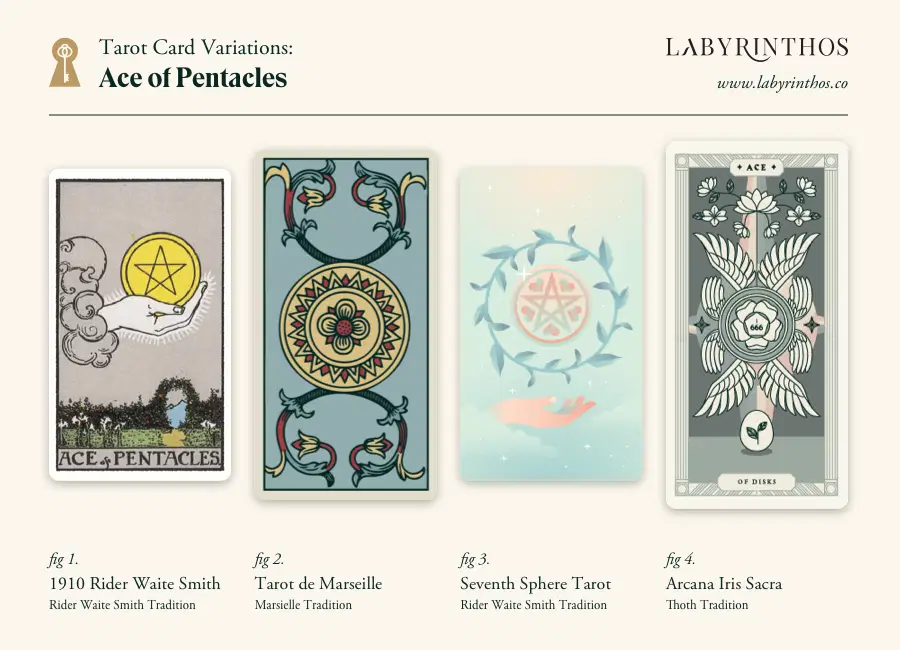 Tarot Card Variations:
Ace of Pentacles
LABYRINTHOS
www.labyrinthos.co
ACE of PENTACLES
ACE
666
OF DISKS
fig 1.
1910 Rider Waite Smith
Rider Waite Smith Tradition
fig 2.
Tarot de Marseille
Marsielle Tradition
fig 3.
Seventh Sphere Tarot
Rider Waite Smith Tradition
fig 4.
Arcana Iris Sacra
Thoth Tradition